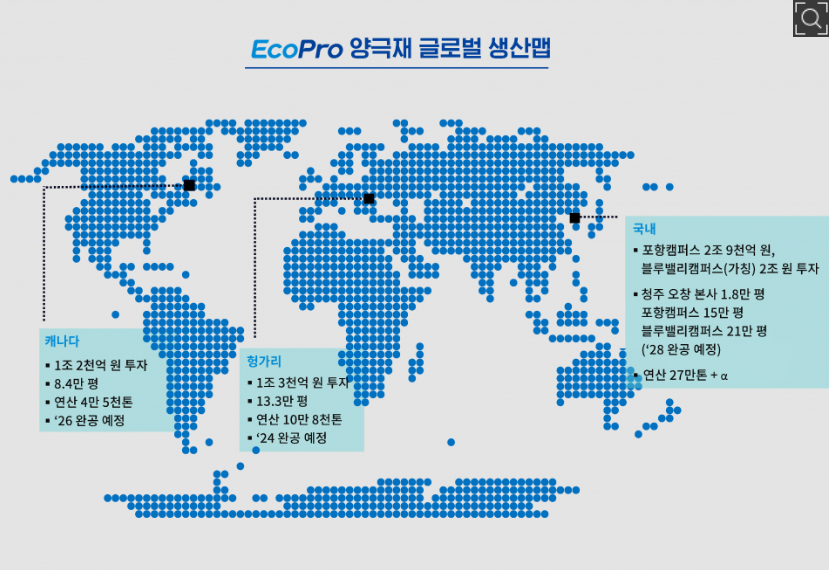 EcoPro 양극재 글로벌 생산맵
캐나다
▪ 1조 2천억 원 투자
▪ 8.4만 평
▪ 연산 4만 5천톤
▪ ‘26 완공 예정
헝가리
▪ 1조 3천억 원 투자
▪ 13.3만 평
▪ 연산 10만 8천톤
▪ ‘24 완공 예정
국내
▪ 포항캠퍼스 2조 9천억 원,
블루밸리캠퍼스(가칭) 2조 원 투자
▪ 청주 오창 본사 1.8만 평
포항캠퍼스 15만 평
블루밸리캠퍼스 21만 평
(‘28 완공 예정)
▪ 연산 27만톤 + α